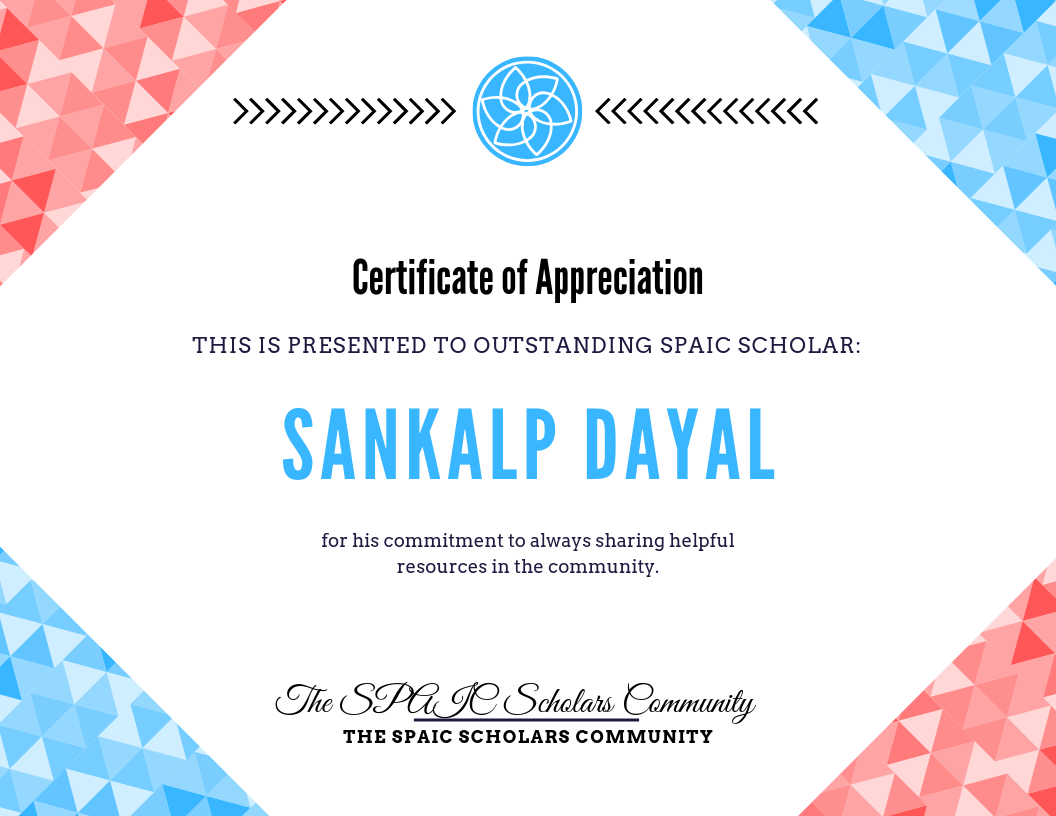 Certificate of Appreciation
THIS IS PRESENTED TO OUTSTANDING SPAIC SCHOLAR:
SANKALP DAYAL
for his commitment to always sharing helpful
resources in the community.
The SPAIC Scholars Community
THE SPAIC SCHOLARS COMMUNITY